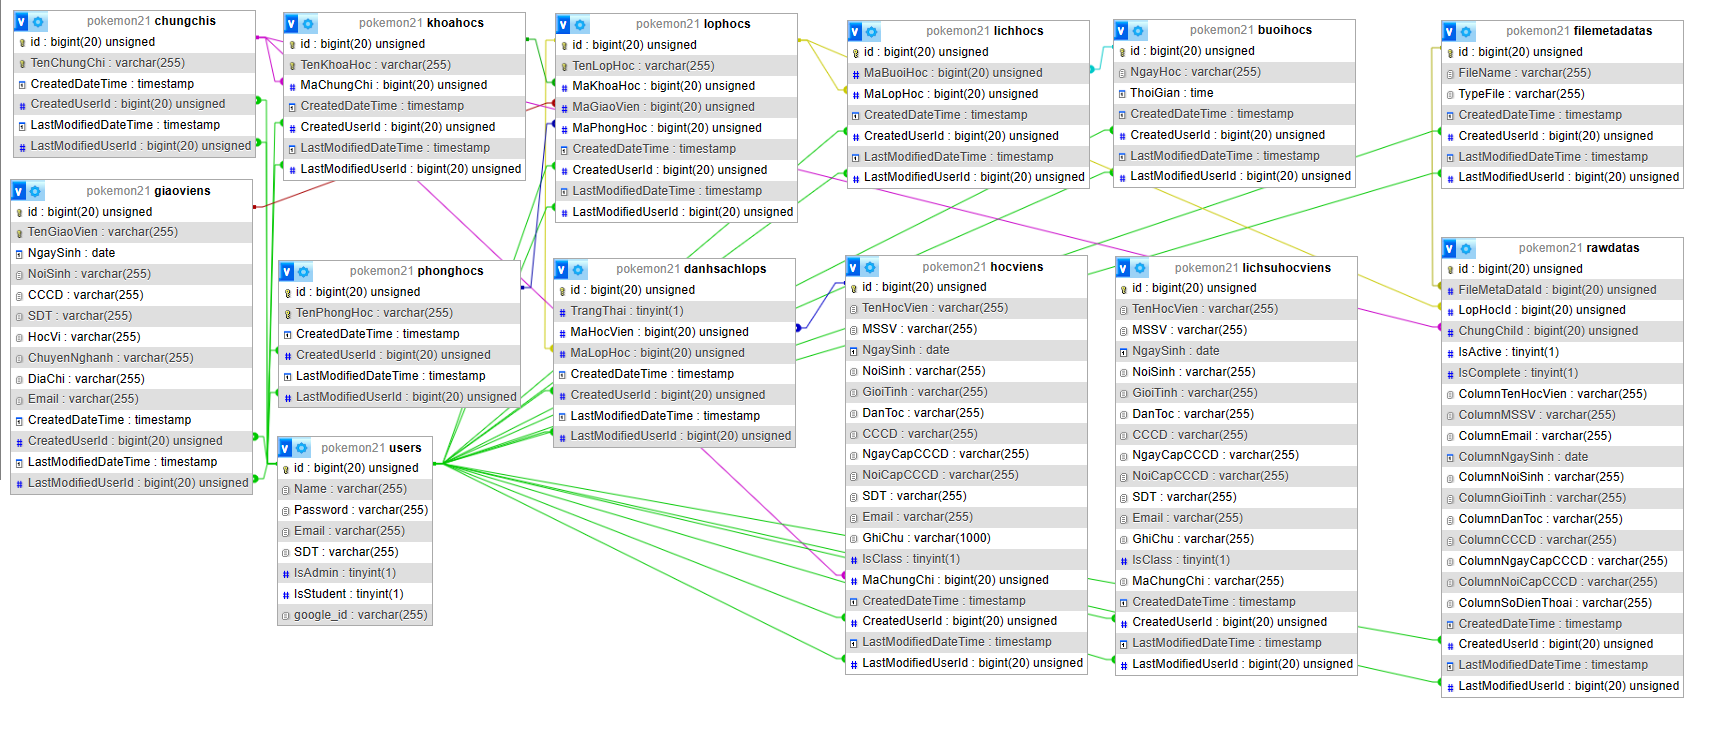 pokemon21 chungchis
id : bigint(20) unsigned
TenChungChi : varchar(255)
CreatedDateTime : timestamp
CreatedUserId : bigint(20) unsigned
LastModifiedDateTime : timestamp
LastModifiedUserId : bigint(20) unsigned
pokemon21 khoahocs
id : bigint(20) unsigned
TenKhoaHoc : varchar(255)
MaChungChi : bigint(20) unsigned
CreatedDateTime : timestamp
CreatedUserId : bigint(20) unsigned
LastModifiedDateTime : timestamp
LastModifiedUserId : bigint(20) unsigned
pokemon21 lophocs
id : bigint(20) unsigned
TenLopHoc : varchar(255)
MaKhoaHoc : bigint(20) unsigned
MaGiaoVien : bigint(20) unsigned
MaPhongHoc : bigint(20) unsigned
CreatedDateTime : timestamp
CreatedUserId : bigint(20) unsigned
LastModifiedDateTime : timestamp
LastModifiedUserId : bigint(20) unsigned
pokemon21 lichhocs
id : bigint(20) unsigned
MaBuoiHoc : bigint(20) unsigned
MaLopHoc : bigint(20) unsigned
CreatedDateTime : timestamp
CreatedUserId : bigint(20) unsigned
LastModifiedDateTime : timestamp
LastModifiedUserId : bigint(20) unsigned
pokemon21 buoihocs
id : bigint(20) unsigned
NgayHoc : varchar(255)
ThoiGian : time
CreatedDateTime : timestamp
CreatedUserId : bigint(20) unsigned
LastModifiedDateTime : timestamp
LastModifiedUserId : bigint(20) unsigned
pokemon21 filemetadatas
id : bigint(20) unsigned
FileName : varchar(255)
TypeFile : varchar(255)
CreatedDateTime : timestamp
CreatedUserId : bigint(20) unsigned
LastModifiedDateTime : timestamp
LastModifiedUserId : bigint(20) unsigned
pokemon21 giaoviens
id : bigint(20) unsigned
TenGiaoVien : varchar(255)
NgaySinh : date
NoiSinh : varchar(255)
CCCD : varchar(255)
SDT : varchar(255)
HocVi : varchar(255)
ChuyenNghanh : varchar(255)
DiaChi : varchar(255)
Email : varchar(255)
CreatedDateTime : timestamp
CreatedUserId : bigint(20) unsigned
LastModifiedDateTime : timestamp
LastModifiedUserId : bigint(20) unsigned
pokemon21 phonghocs
id : bigint(20) unsigned
TenPhongHoc : varchar(255)
CreatedDateTime : timestamp
CreatedUserId : bigint(20) unsigned
LastModifiedDateTime : timestamp
LastModifiedUserId : bigint(20) unsigned
pokemon21 users
id : bigint(20) unsigned
Name : varchar(255)
Password : varchar(255)
Email : varchar(255)
SDT : varchar(255)
IsAdmin : tinyint(1)
IsStudent : tinyint(1)
google_id : varchar(255)
pokemon21 danhsachlops
id : bigint(20) unsigned
TrangThai : tinyint(1)
MaHocVien : bigint(20) unsigned
MaLopHoc : bigint(20) unsigned
CreatedDateTime : timestamp
CreatedUserId : bigint(20) unsigned
LastModifiedDateTime : timestamp
LastModifiedUserId : bigint(20) unsigned
pokemon21 hocviens
id : bigint(20) unsigned
TenHocVien : varchar(255)
MSSV : varchar(255)
NgaySinh : date
NoiSinh : varchar(255)
GioiTinh : varchar(255)
DanToc : varchar(255)
CCCD : varchar(255)
NgayCapCCCD : varchar(255)
NoiCapCCCD : varchar(255)
SDT : varchar(255)
Email : varchar(255)
GhiChu : varchar(1000)
IsClass : tinyint(1)
MaChungChi : bigint(20) unsigned
CreatedDateTime : timestamp
CreatedUserId : bigint(20) unsigned
LastModifiedDateTime : timestamp
LastModifiedUserId : bigint(20) unsigned
pokemon21 lichsuhocviens
id : bigint(20) unsigned
TenHocVien : varchar(255)
MSSV : varchar(255)
NgaySinh : date
NoiSinh : varchar(255)
GioiTinh : varchar(255)
DanToc : varchar(255)
CCCD : varchar(255)
NgayCapCCCD : varchar(255)
NoiCapCCCD : varchar(255)
SDT : varchar(255)
Email : varchar(255)
GhiChu : varchar(255)
IsClass : tinyint(1)
MaChungChi : varchar(255)
CreatedDateTime : timestamp
CreatedUserId : bigint(20) unsigned
LastModifiedDateTime : timestamp
LastModifiedUserId : bigint(20) unsigned
pokemon21 rawdatas
id : bigint(20) unsigned
FileMetaDataId : bigint(20) unsigned
LopHocId : bigint(20) unsigned
ChungChiId : bigint(20) unsigned
IsActive : tinyint(1)
IsComplete : tinyint(1)
ColumnTenHocVien : varchar(255)
ColumnMSSV : varchar(255)
ColumnEmail : varchar(255)
ColumnNgaySinh : date
ColumnNoiSinh : varchar(255)
ColumnGioiTinh : varchar(255)
ColumnDanToc : varchar(255)
ColumnCCCD : varchar(255)
ColumnNgayCapCCCD : varchar(255)
ColumnNoiCapCCCD : varchar(255)
ColumnSoDienThoai : varchar(255)
CreatedDateTime : timestamp
CreatedUserId : bigint(20) unsigned
LastModifiedDateTime : timestamp
LastModifiedUserId : bigint(20) unsigned